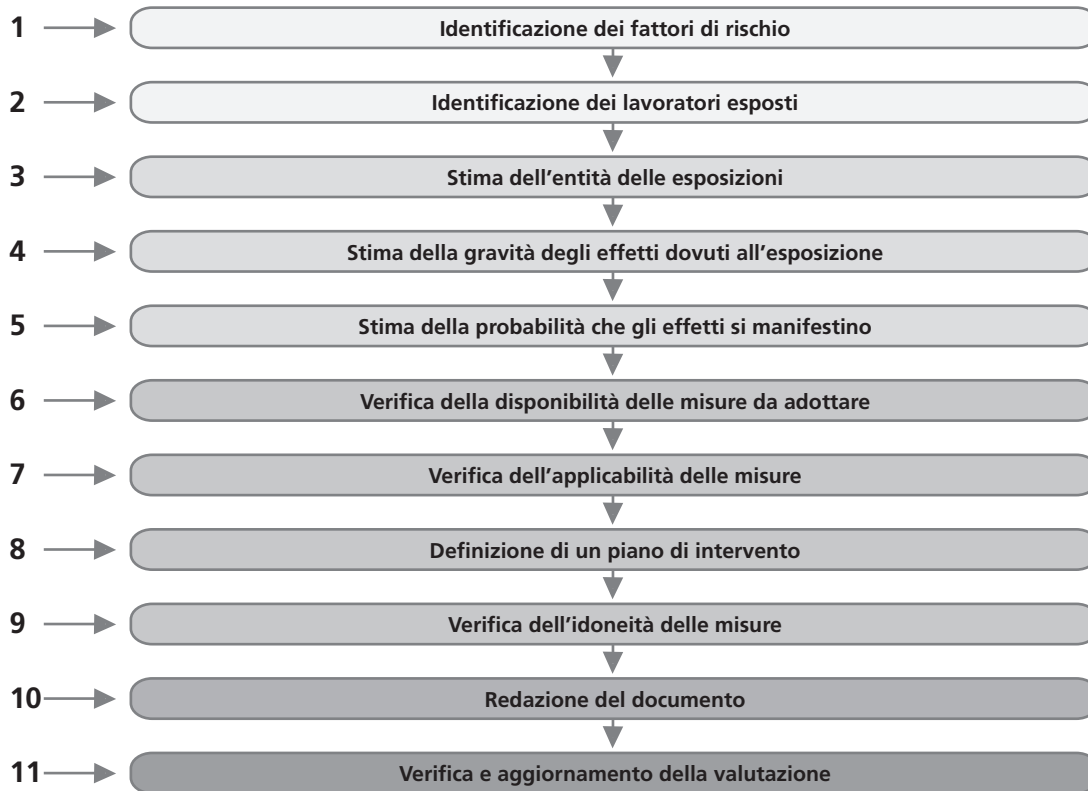 1 Identificazione dei fattori di rischio
2 Identificazione dei lavoratori esposti
3 Stima dell'entità delle esposizioni
4 Stima della gravità degli effetti dovuti all'esposizione
5 Stima della probabilità che gli effetti si manifestino
6 Verifica della disponibilità delle misure da adottare
7 Verifica dell'applicabilità delle misure
8 Definizione di un piano di intervento
9 Verifica dell'idoneità delle misure
10 Redazione del documento
11 Verifica e aggiornamento della valutazione